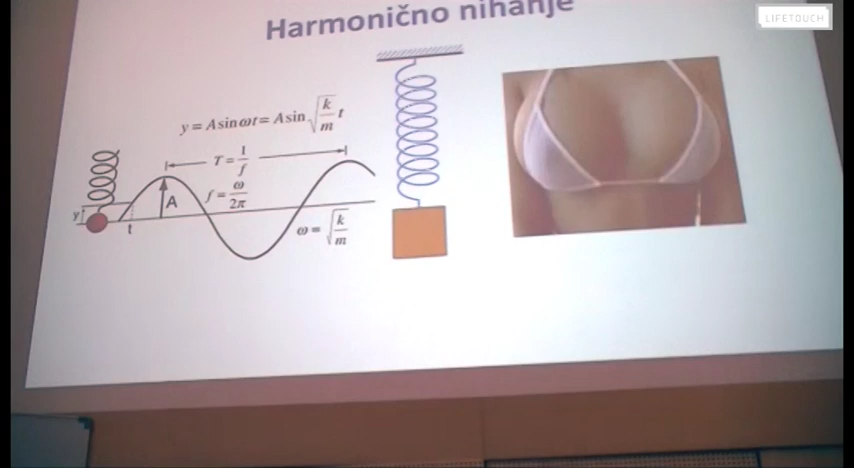 LIFETOUCH
Harmonično nihanje
y = A sin ωt = A sin √(k/m) t
T = 1/f
f = ω/2π
A
y
t
ω = √(k/m)